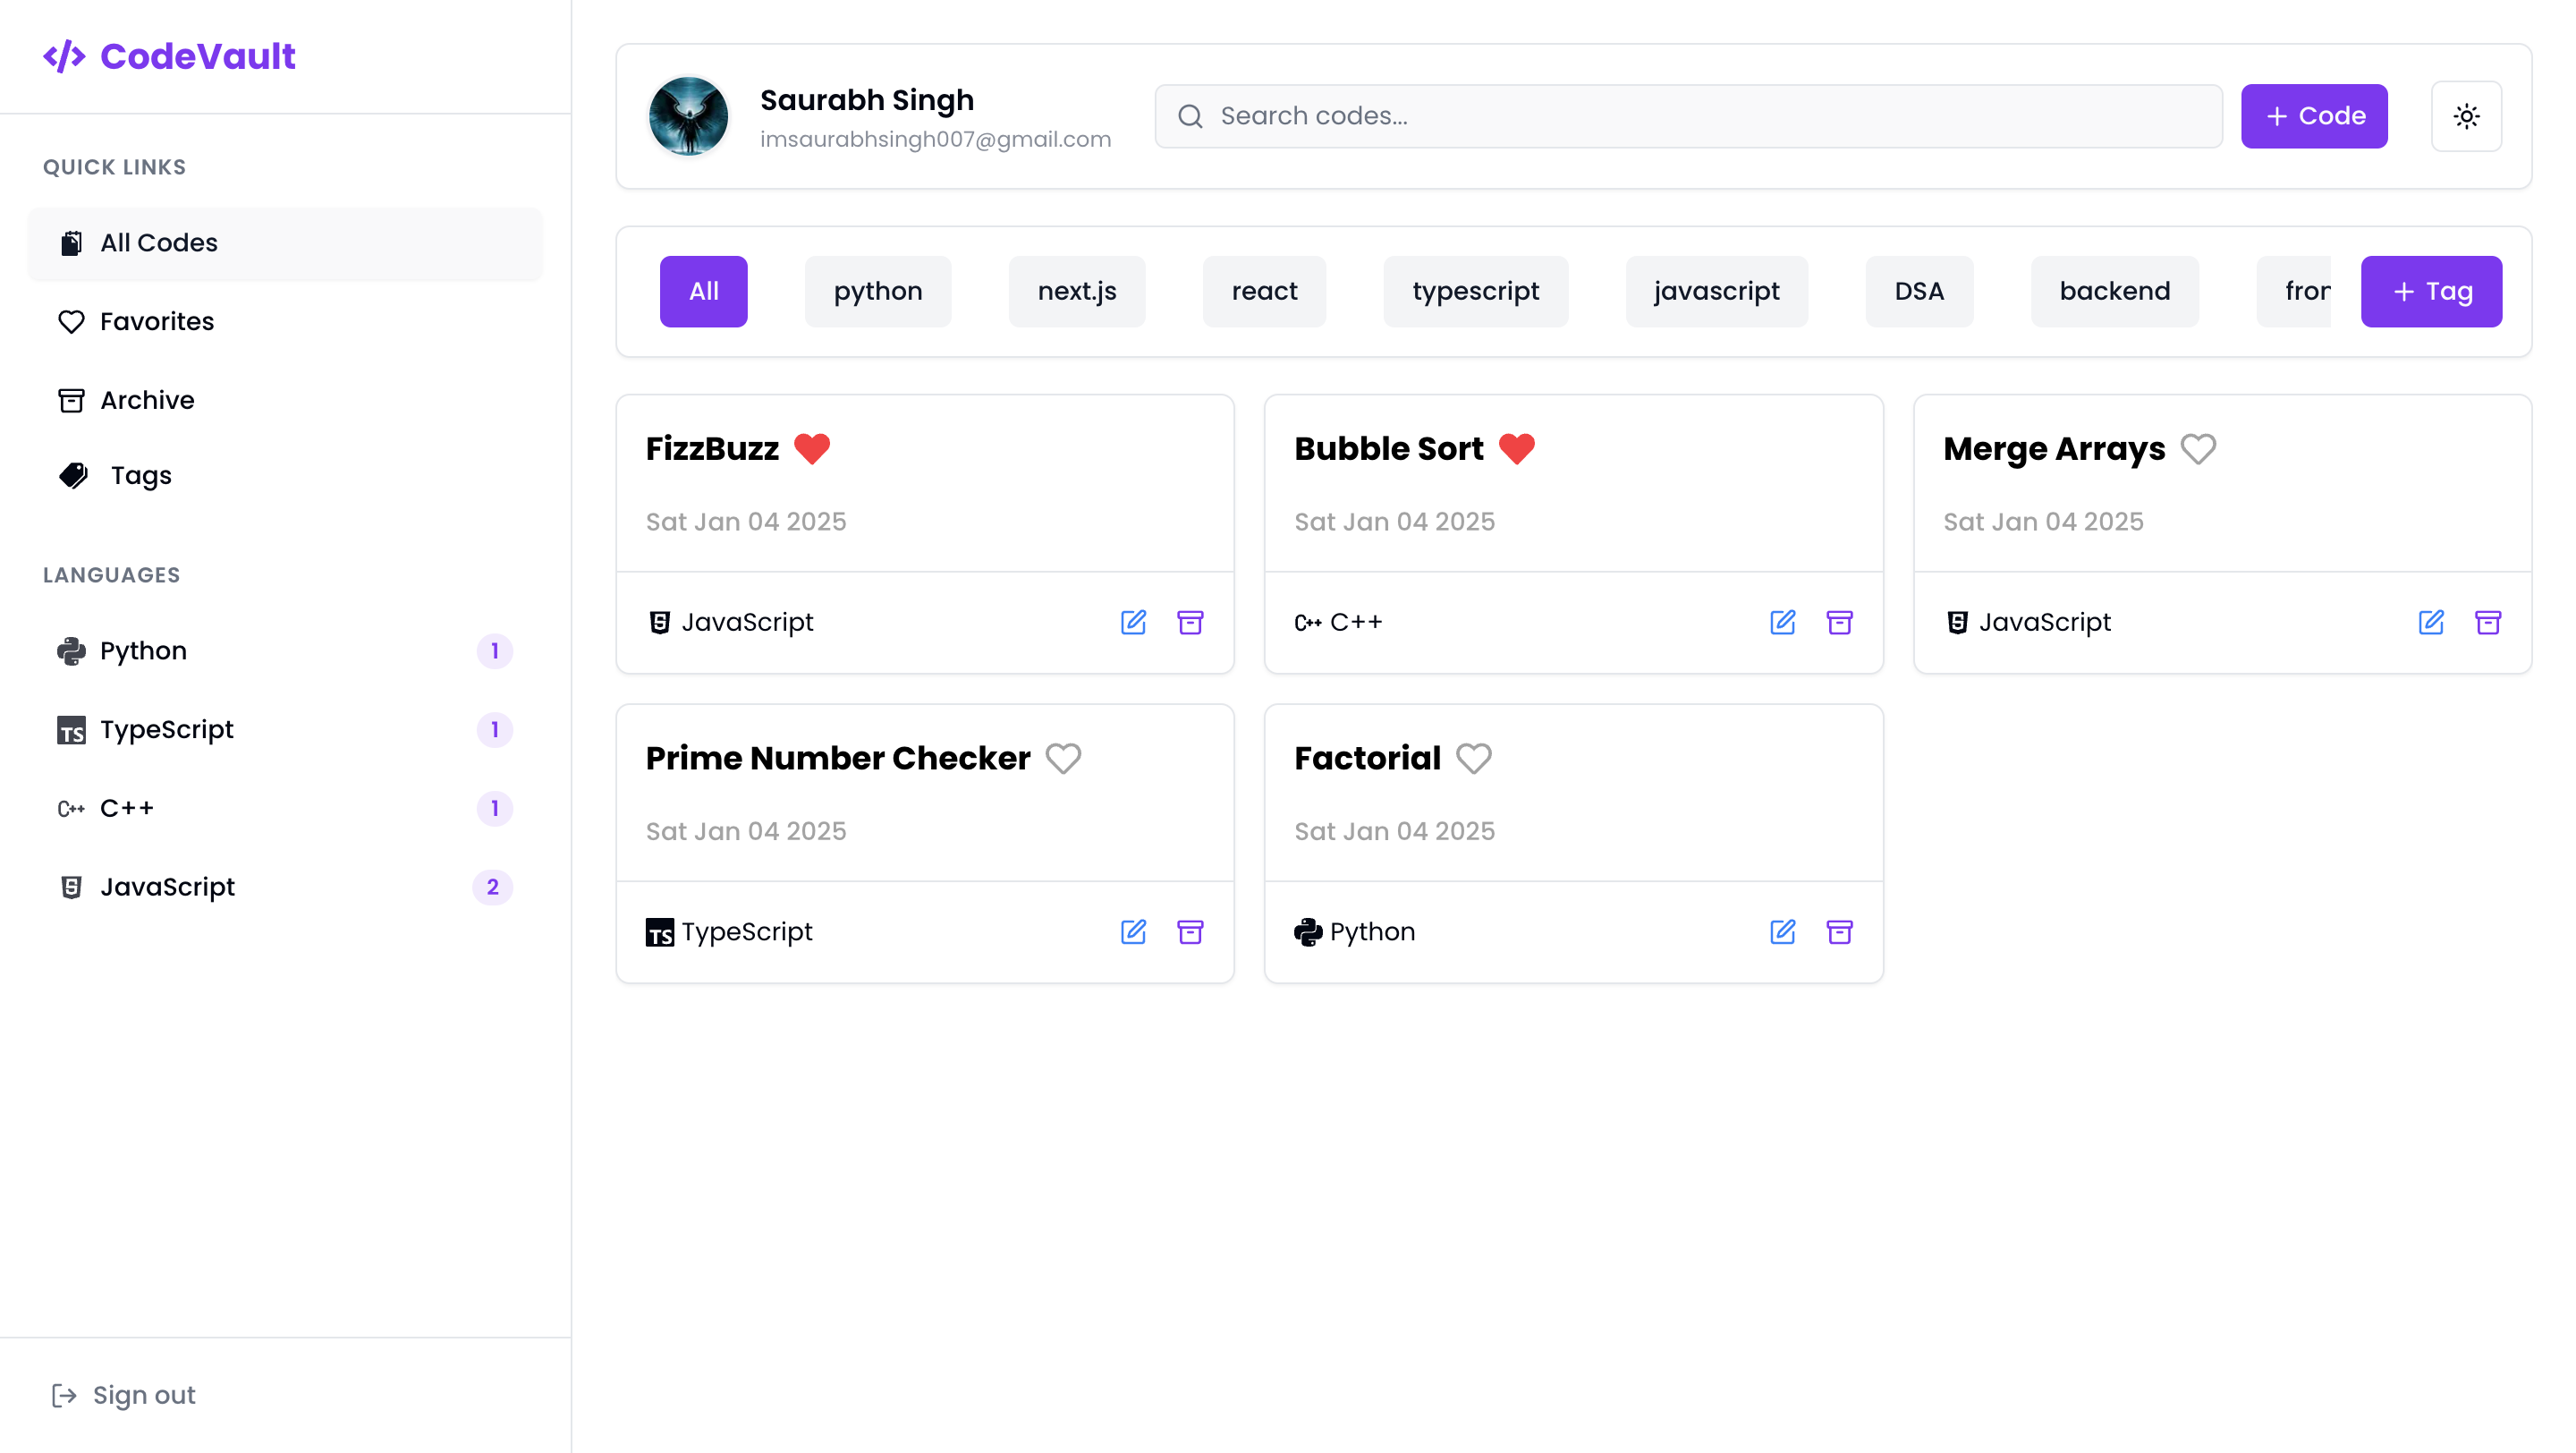 CodeVault
QUICK LINKS
All Codes
Favorites
Archive
Tags
LANGUAGES
Python 1
TS TypeScript 1
C++ C++ 1
JavaScript 2
Sign out
Saurabh Singh
imsaurabhsingh007@gmail.com
Search codes...
+ Code
All python next.js react typescript javascript DSA backend + Tag
FizzBuzz
Sat Jan 04 2025
JavaScript
Bubble Sort
Sat Jan 04 2025
C++ C++
Merge Arrays
Sat Jan 04 2025
JavaScript
Prime Number Checker
Sat Jan 04 2025
TS TypeScript
Factorial
Sat Jan 04 2025
Python